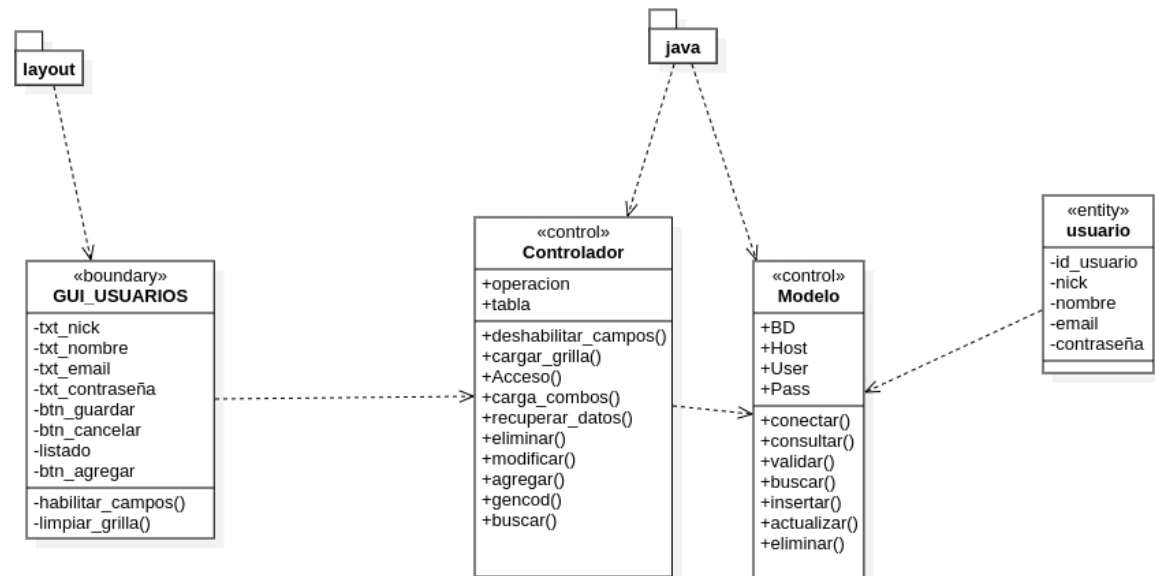 layout
java
«boundary»
GUI_USUARIOS
-txt_nick
-txt_nombre
-txt_email
-txt_contraseña
-btn_guardar
-btn_cancelar
-listado
-btn_agregar
-habilitar_campos()
-limpiar_grilla()
«control»
Controlador
+operacion
+tabla
+deshabilitar_campos()
+cargar_grilla()
+Acceso()
+carga_combos()
+recuperar_datos()
+eliminar()
+modificar()
+agregar()
+gencod()
+buscar()
«control»
Modelo
+BD
+Host
+User
+Pass
+conectar()
+consultar()
+validar()
+buscar()
+insertar()
+actualizar()
+eliminar()
«entity»
usuario
-id_usuario
-nick
-nombre
-email
-contraseña